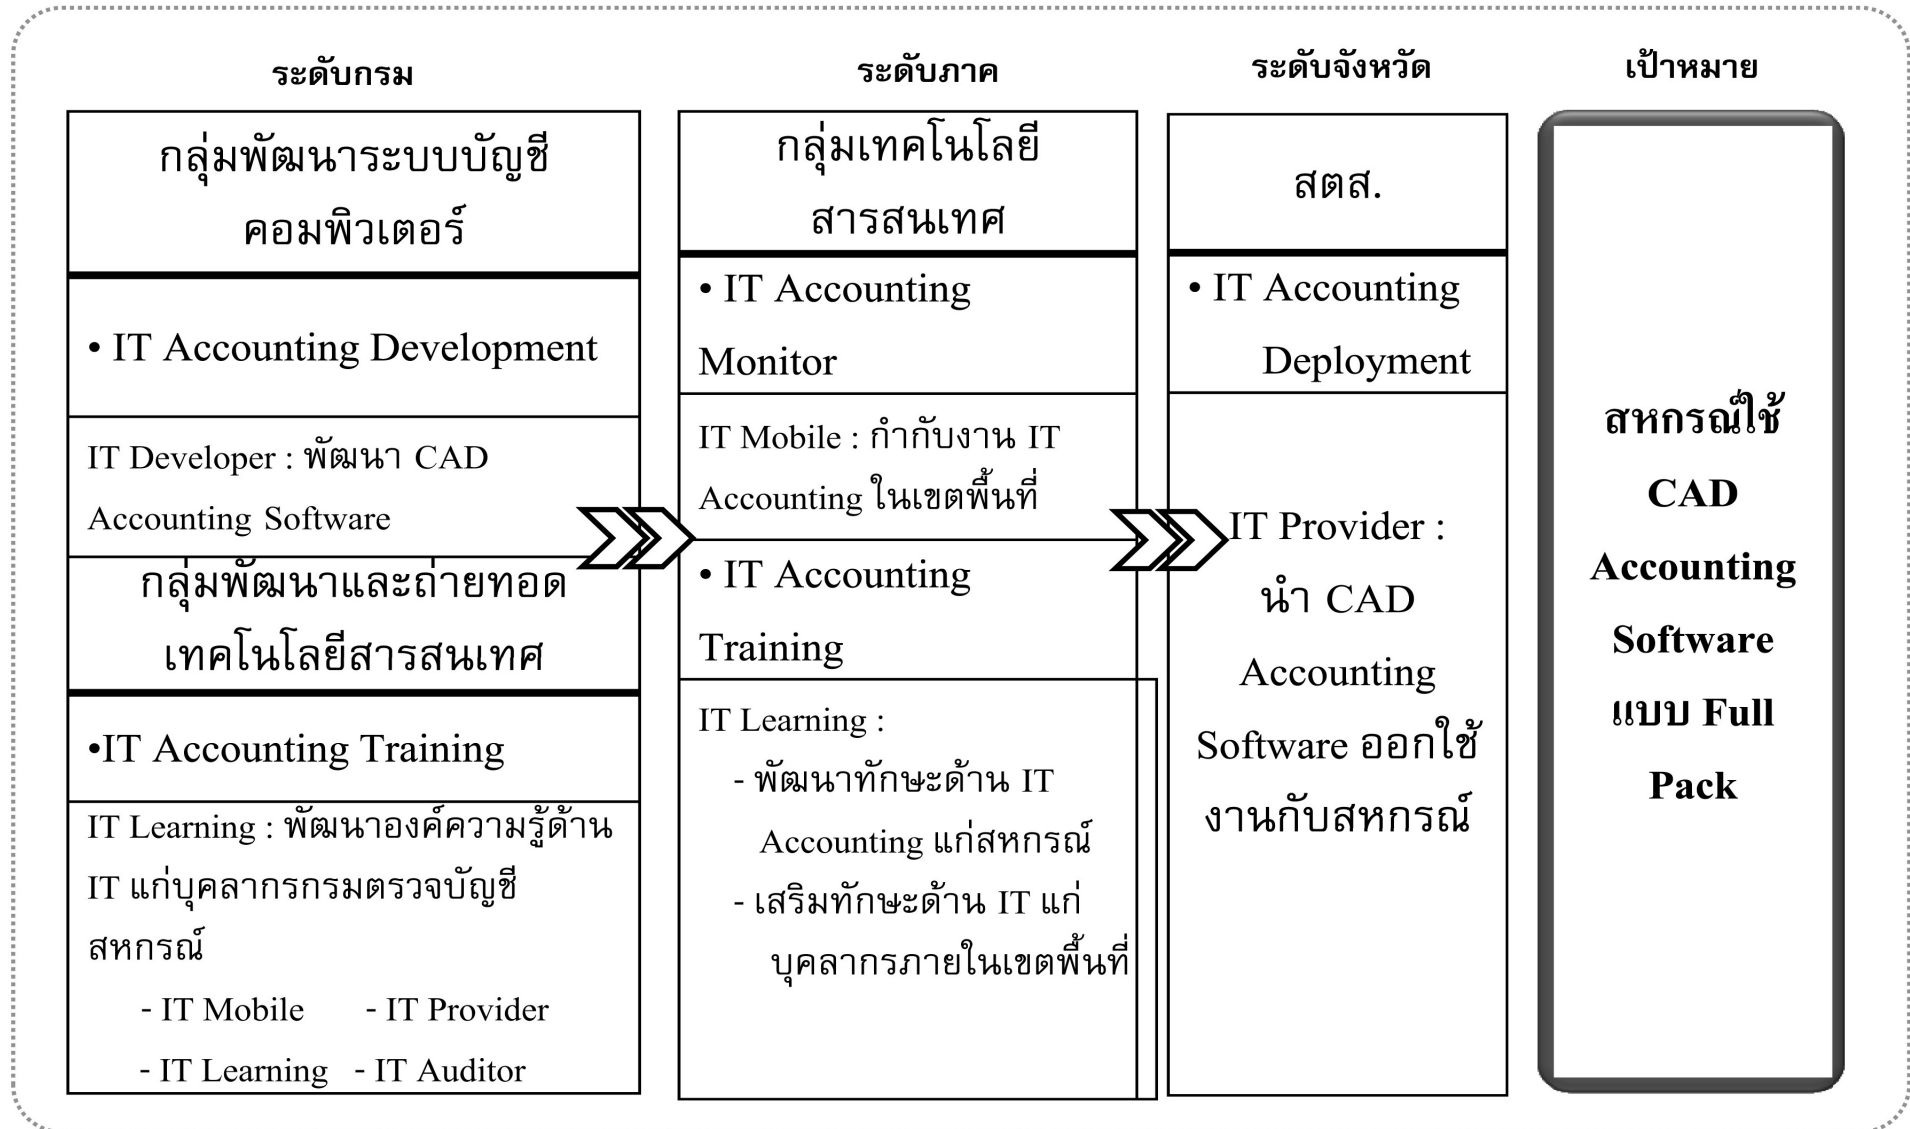 ระดับกรม
กลุ่มพัฒนาระบบบัญชี
คอมพิวเตอร์
• IT Accounting Development
IT Developer : พัฒนา CAD
Accounting Software
กลุ่มพัฒนาและถ่ายทอด
เทคโนโลยีสารสนเทศ
•IT Accounting Training
IT Learning : พัฒนาองค์ความรู้ด้าน
IT แก่บุคลากรกรมตรวจบัญชี
สหกรณ์
- IT Mobile - IT Provider
- IT Learning - IT Auditor
ระดับภาค
กลุ่มเทคโนโลยี
สารสนเทศ
• IT Accounting
Monitor
IT Mobile : กำกับงาน IT
Accounting ในเขตพื้นที่
• IT Accounting
Training
IT Learning :
- พัฒนาทักษะด้าน IT
Accounting แก่สหกรณ์
- เสริมทักษะด้าน IT แก่
บุคลากรภายในเขตพื้นที่
ระดับจังหวัด
สตส.
• IT Accounting
Deployment
IT Provider :
นำ CAD
Accounting
Software ออกใช้
งานกับสหกรณ์
เป้าหมาย
สหกรณ์ใช้
CAD
Accounting
Software
แบบ Full
Pack